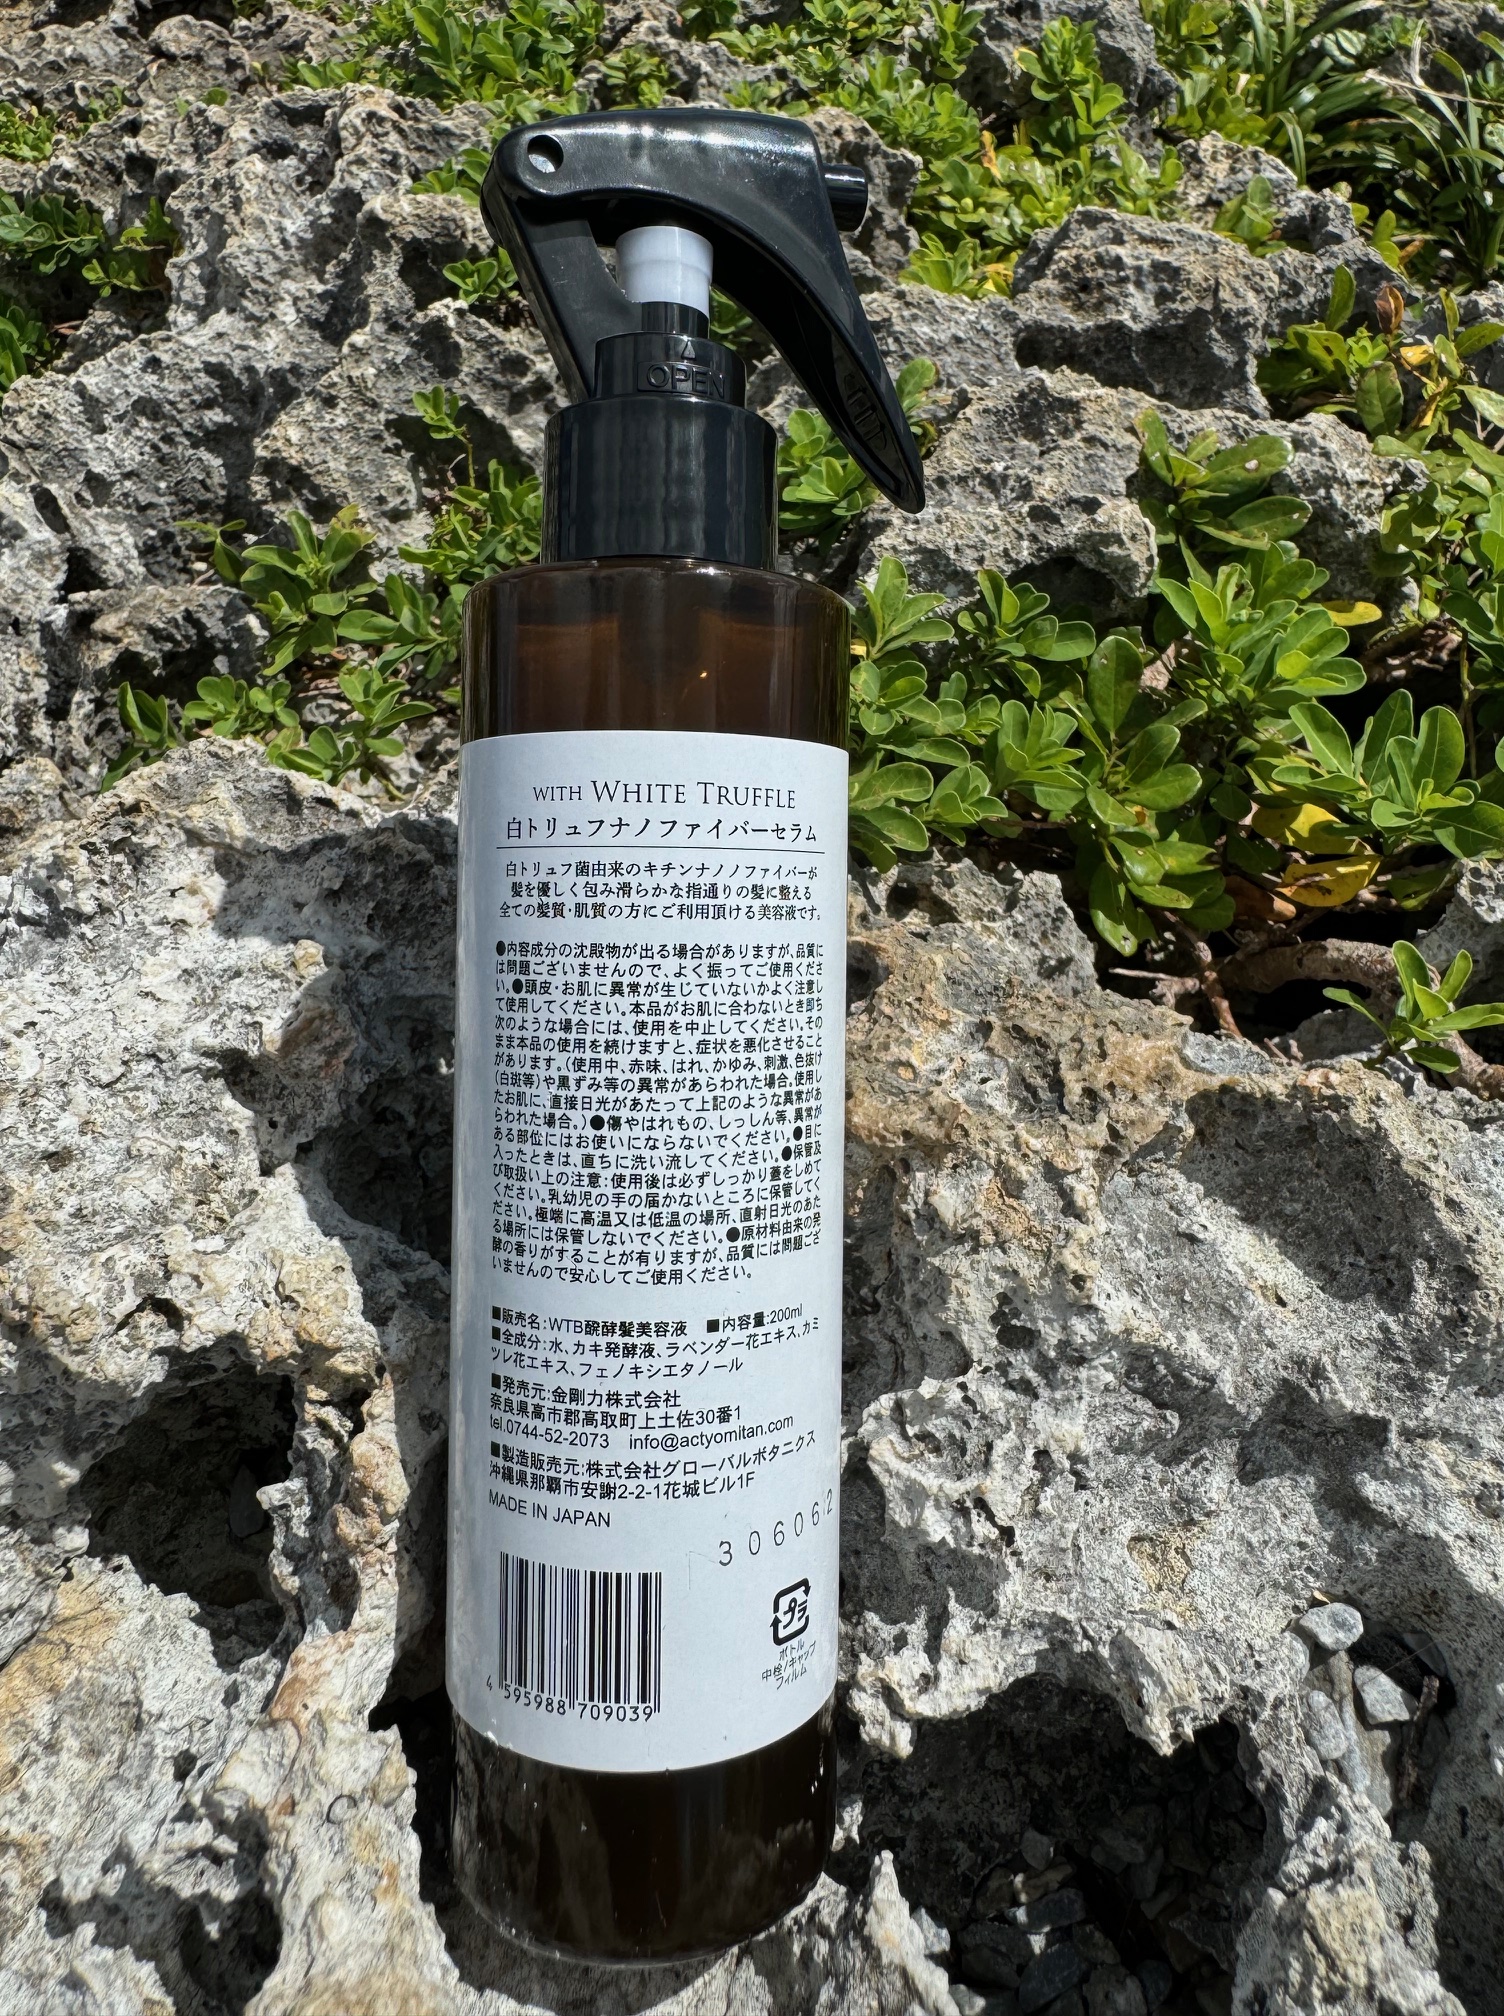 OPEN
WITH WHITE TRUFFLE
白トリュフナノファイバーセラム
白トリュフ菌由来のキチンナノノファイバーが
髪を優しく包み滑らかな指通りの髪に整える
全ての髪質・肌質の方にご利用頂ける美容液です。
●内容成分の沈殿物が出る場合がありますが、品質に
は問題ございませんので、よく振ってご使用くださ
い。●頭皮・お肌に異常が生じていないかよく注意し
て使用してください。本品がお肌に合わないとき即ち
次のような場合には、使用を中止してください。その
まま本品の使用を続けますと、症状を悪化させること
があります。(使用中、赤味、はれ、かゆみ、刺激、色抜け
(白斑等)や黒ずみ等の異常があらわれた場合。使用し
たお肌に、直接日光があたって上記のような異常があ
らわれた場合。)●傷やはれもの、しっしん等、異常が
ある部位にはお使いにならないでください。●目に
入ったときは、直ちに洗い流してください。●保管及
び取扱い上の注意:使用後は必ずしっかり蓋をしめて
ください。乳幼児の手の届かないところに保管してく
ださい。極端に高温又は低温の場所、直射日光のあた
る場所には保管しないでください。●原材料由来の発
酵の香りがすることが有りますが、品質には問題ござ
いませんので安心してご使用ください。
■販売名:WTB醗酵髪美容液 ■内容量:200ml
■全成分:水、カキ発酵液、ラベンダー花エキス、カミ
ツレ花エキス、フェノキシエタノール
■発売元:金剛力株式会社
奈良県高市郡高取町上土佐30番1
tel.0744-52-2073 info@actyomitan.com
■製造販売元:株式会社グローバルボタニクス
沖縄県那覇市安謝2-2-1花城ビル1F
MADE IN JAPAN
306062
プラ
ボトル
中栓/キャップ
フィルム
4 595988 709039